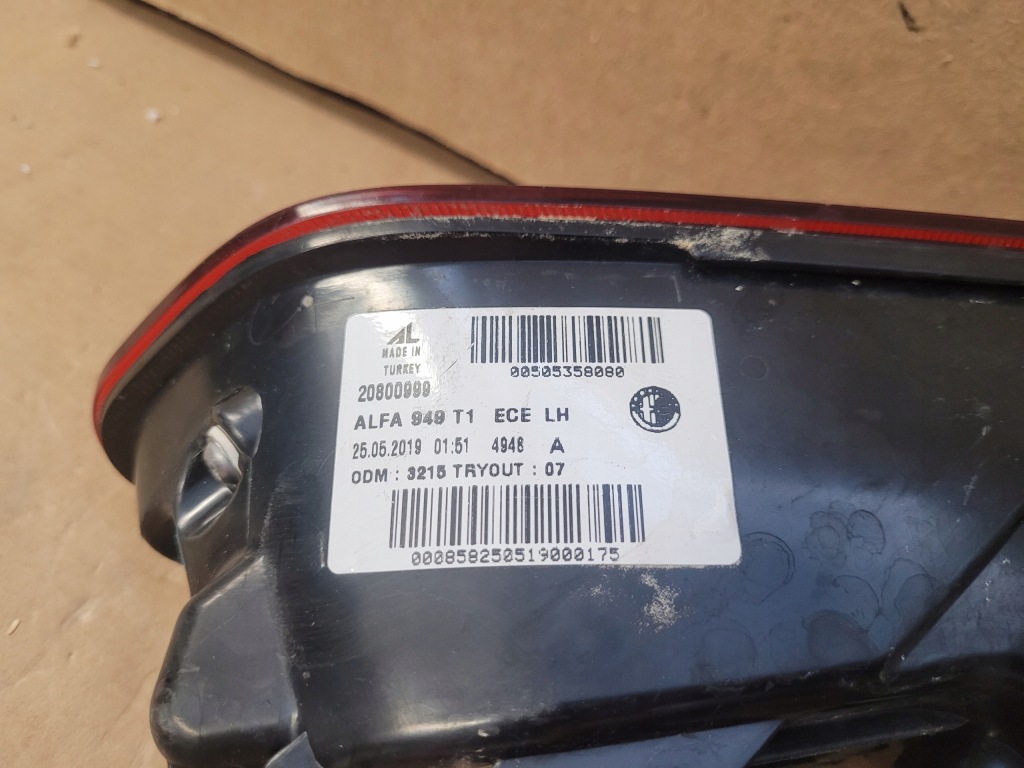 AL
MADE IN
TURKEY
00505358080
20800999
ALFA 949 T1 ECE LH
25.05.2019 01:51 4948 A
ODM : 3215 TRYOUT : 07
000858250519000175